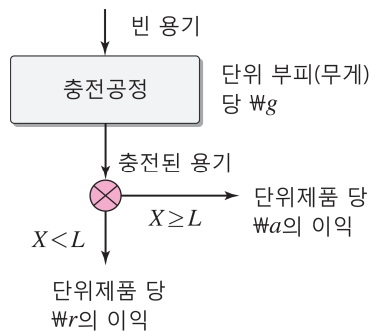 빈 용기
충전공정
단위 부피(무게)
당 ₩g
충전된 용기
X≥L
단위제품 당
₩a의 이익
X<L
단위제품 당
₩r의 이익